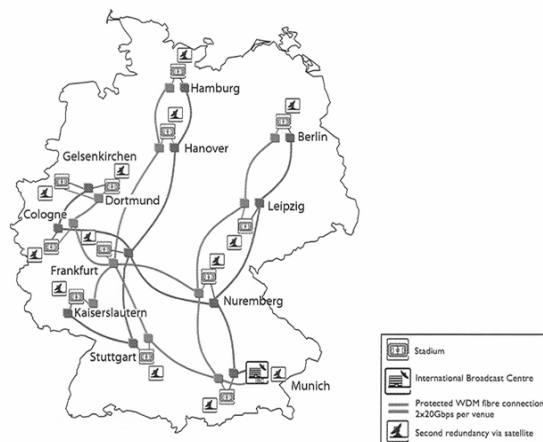 Hamburg
Berlin
Hanover
Gelsenkirchen
Dortmund
Cologne
Leipzig
Frankfurt
Nuremberg
Kaiserslautern
Stuttgart
Munich
Stadium
International Broadcast Centre
Protected WDM fibre connection
2x20Gbps per venue
Second redundancy via satellite